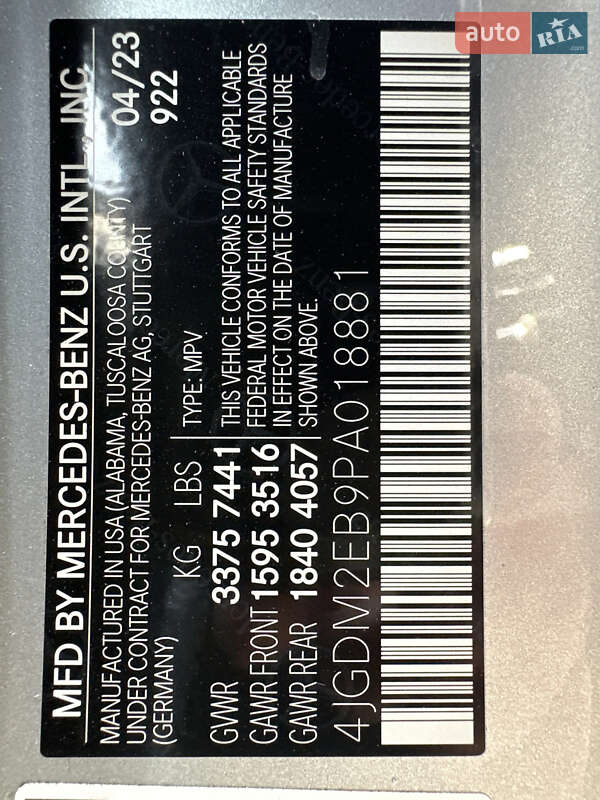 MFD BY MERCEDES-BENZ U.S. INTL., INC.
MANUFACTURED IN USA (ALABAMA, TUSCALOOSA COUNTY) 04/23
UNDER CONTRACT FOR MERCEDES-BENZ AG, STUTTGART 922
(GERMANY)
KG LBS TYPE: MPV
GVWR 3375 7441
GAWR FRONT 1595 3516
GAWR REAR 1840 4057
THIS VEHICLE CONFORMS TO ALL APPLICABLE
FEDERAL MOTOR VEHICLE SAFETY STANDARDS
IN EFFECT ON THE DATE OF MANUFACTURE
SHOWN ABOVE.
4JGDM2EB9PA018881
auto RIA .com